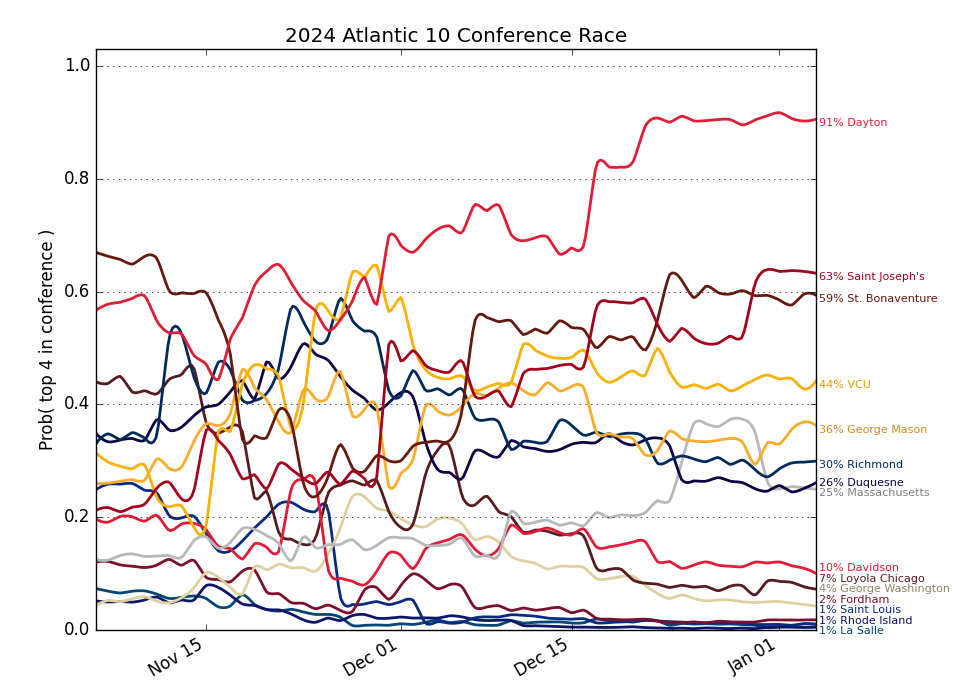 2024 Atlantic 10 Conference Race
Prob( top 4 in conference )
1.0
0.8
0.6
0.4
0.2
0.0
Nov 15
Dec 01
Dec 15
Jan 01
91% Dayton
63% Saint Joseph's
59% St. Bonaventure
44% VCU
36% George Mason
30% Richmond
26% Duquesne
25% Massachusetts
10% Davidson
7% Loyola Chicago
4% George Washington
2% Fordham
1% Saint Louis
1% Rhode Island
1% La Salle